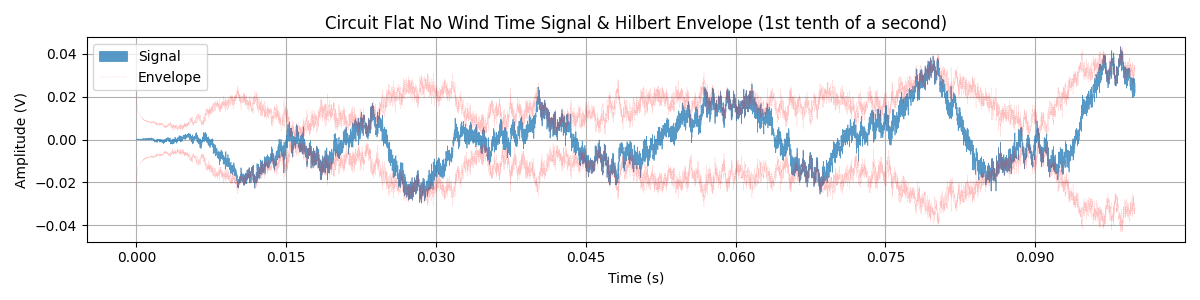 Circuit Flat No Wind Time Signal & Hilbert Envelope (1st tenth of a second)
Signal
Envelope
Amplitude (V)
0.04
0.02
0.00
−0.02
−0.04
0.000 0.015 0.030 0.045 0.060 0.075 0.090
Time (s)